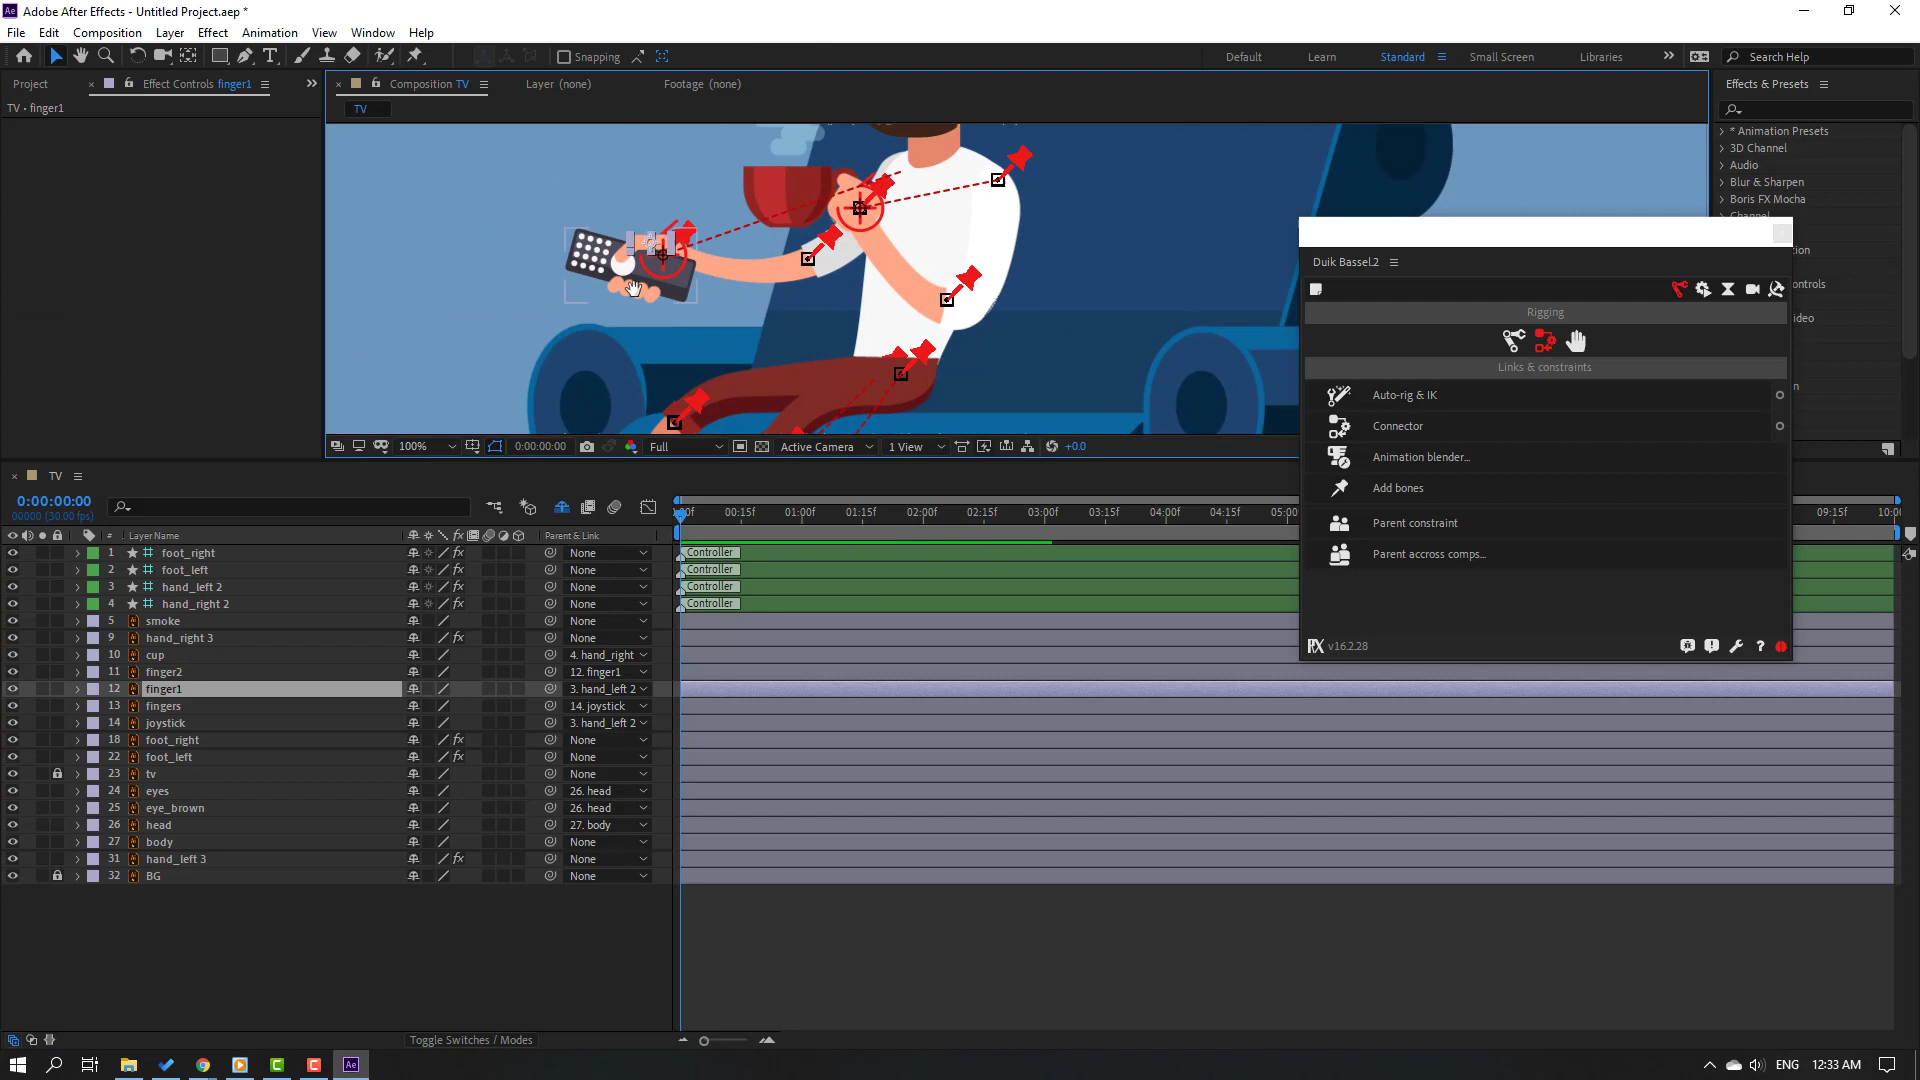 Adobe After Effects - Untitled Project.aep *
File Edit Composition Layer Effect Animation View Window Help
Snapping
Default Learn Standard Small Screen Libraries Search Help
Project Effect Controls finger1 Composition TV Layer (none) Footage (none) Effects & Presets
TV • finger1
TV
* Animation Presets
3D Channel
Audio
Blur & Sharpen
Boris FX Mocha
Channel
Duik Bassel.2
Rigging
Links & constraints
Auto-rig & IK
Connector
Animation blender...
Add bones
Parent constraint
Parent accross comps...
v16.2.28
100% 0:00:00:00 Full Active Camera 1 View +0.0
TV
0:00:00:00
00000 (30.00 fps)
00:15f 01:00f 01:15f 02:00f 02:15f 03:00f 03:15f 04:00f 04:15f 05:00 09:15f 10:0
# Layer Name Parent & Link
1 foot_right None Controller
2 foot_left None Controller
3 hand_left 2 None Controller
4 hand_right 2 None Controller
5 smoke None
9 hand_right 3 None
10 cup 4. hand_right
11 finger2 12. finger1
12 finger1 3. hand_left 2
13 fingers 14. joystick
14 joystick 3. hand_left 2
18 foot_right None
22 foot_left None
23 tv None
24 eyes 26. head
25 eye_brown 26. head
26 head 27. body
27 body None
31 hand_left 3 None
32 BG None
Toggle Switches / Modes
ENG 12:33 AM